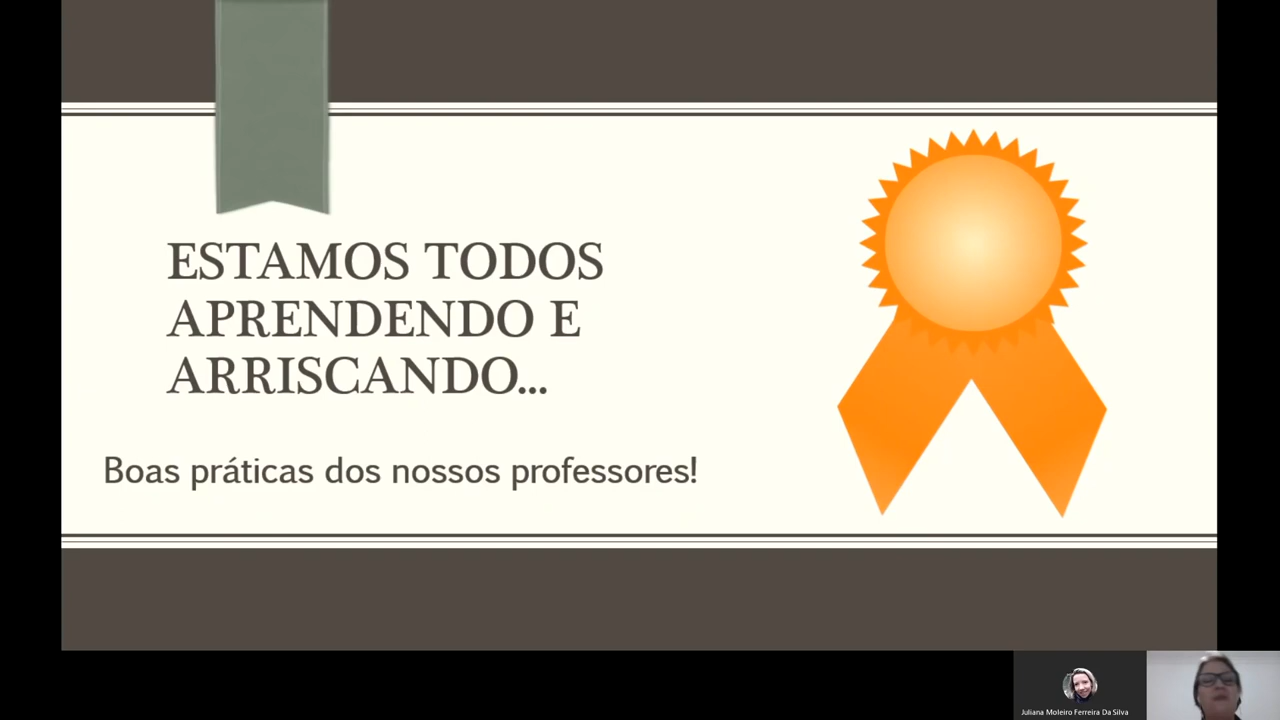 ESTAMOS TODOS
APRENDENDO E
ARRISCANDO...
Boas práticas dos nossos professores!
Juliana Moleiro Ferreira Da Silva